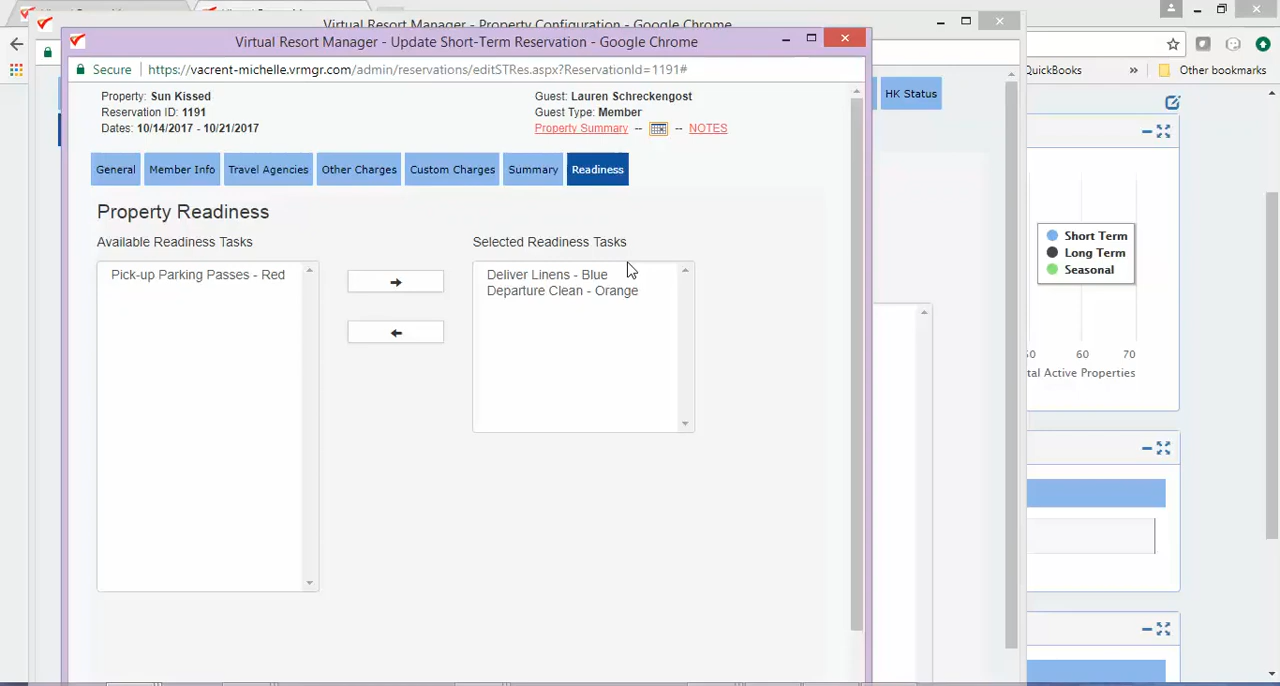 Virtual Resort Manager - Property Configuration - Google Chrome
Virtual Resort Manager - Update Short-Term Reservation - Google Chrome
Secure https://vacrent-michelle.vrmgr.com/admin/reservations/editSTRes.aspx?ReservationId=1191#
QuickBooks » Other bookmarks
Property: Sun Kissed
Reservation ID: 1191
Dates: 10/14/2017 - 10/21/2017
Guest: Lauren Schreckengost
Guest Type: Member
Property Summary -- -- NOTES
HK Status
General Member Info Travel Agencies Other Charges Custom Charges Summary Readiness
Property Readiness
Available Readiness Tasks
Pick-up Parking Passes - Red
Selected Readiness Tasks
Deliver Linens - Blue
Departure Clean - Orange
Short Term
Long Term
Seasonal
60 70
tal Active Properties